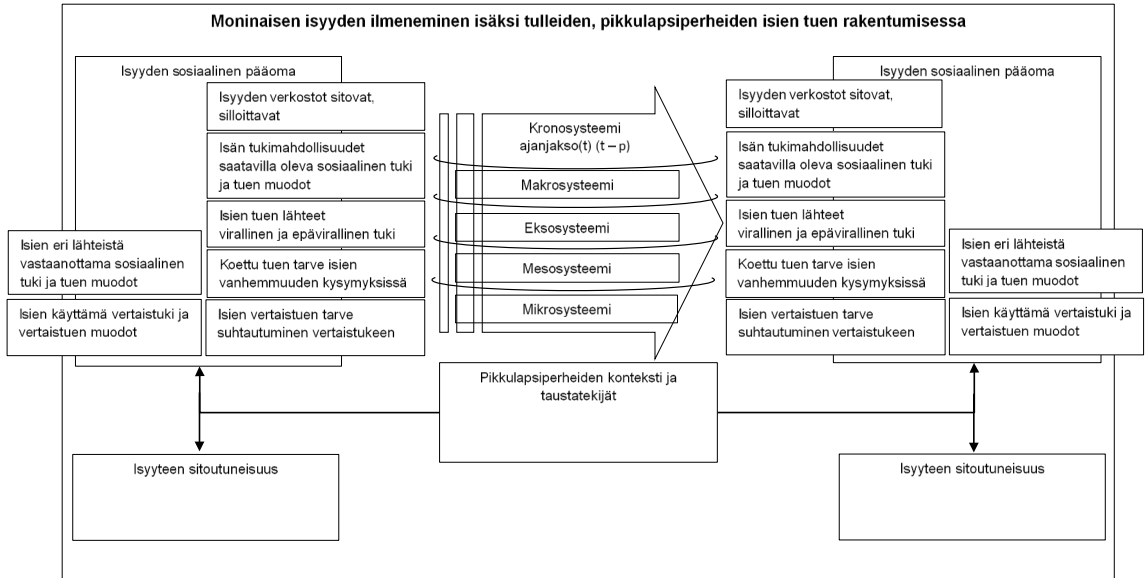 Moninaisen isyyden ilmeneminen isäksi tulleiden, pikkulapsiperheiden isien tuen rakentumisessa
Isyyden sosiaalinen pääoma
Isyyden verkostot sitovat,
silloittavat
Isän tukimahdollisuudet
saatavilla oleva sosiaalinen tuki
ja tuen muodot
Isien tuen lähteet
virallinen ja epävirallinen tuki
Koettu tuen tarve isien
vanhemmuuden kysymyksissä
Isien vertaistuen tarve
suhtautuminen vertaistukeen
Isien eri lähteistä
vastaanottama sosiaalinen
tuki ja tuen muodot
Isien käyttämä vertaistuki ja
vertaistuen muodot
Kronosysteemi
ajanjakso(t) (t – p)
Makrosysteemi
Eksosysteemi
Mesosysteemi
Mikrosysteemi
Isyyden sosiaalinen pääoma
Isyyden verkostot sitovat,
silloittavat
Isän tukimahdollisuudet
saatavilla oleva sosiaalinen tuki
ja tuen muodot
Isien tuen lähteet
virallinen ja epävirallinen tuki
Koettu tuen tarve isien
vanhemmuuden kysymyksissä
Isien vertaistuen tarve
suhtautuminen vertaistukeen
Isien eri lähteistä
vastaanottama sosiaalinen
tuki ja tuen muodot
Isien käyttämä vertaistuki ja
vertaistuen muodot
Pikkulapsiperheiden konteksti ja
taustatekijät
Isyyteen sitoutuneisuus
Isyyteen sitoutuneisuus